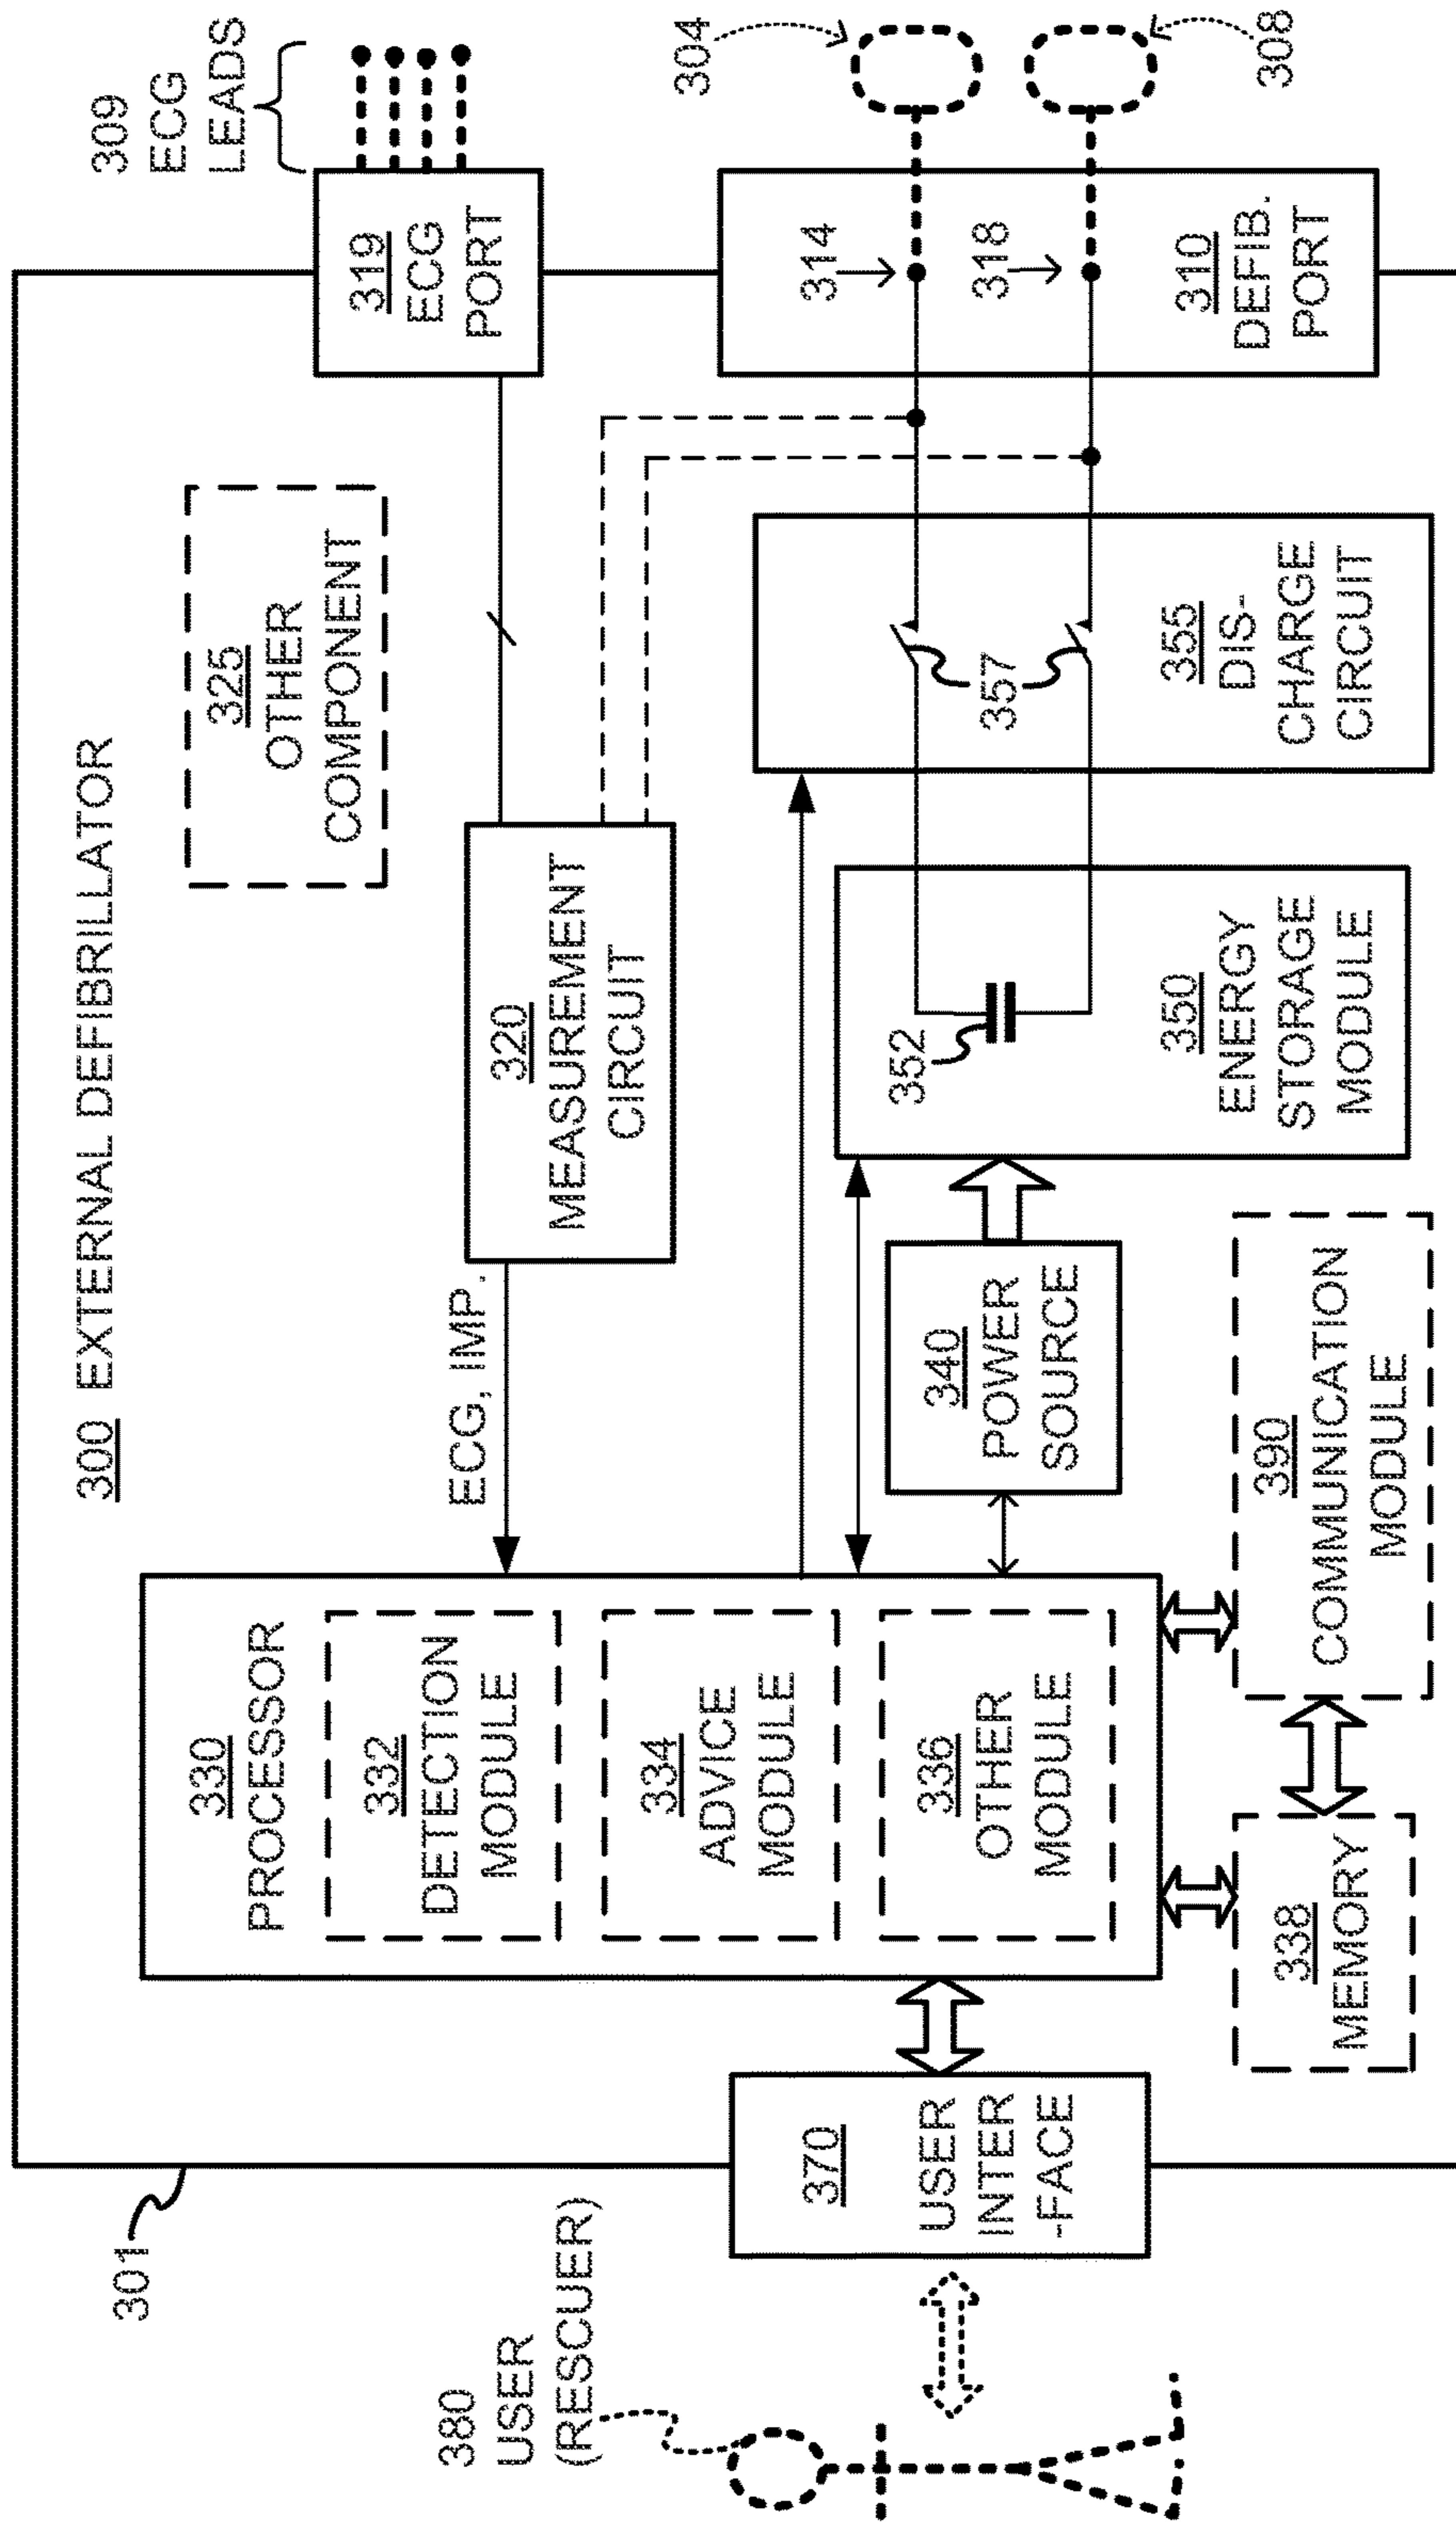 300 EXTERNAL DEFIBRILLATOR
301
309
ECG
LEADS
319
ECG
PORT
325
OTHER
COMPONENT
320
MEASUREMENT
CIRCUIT
ECG, IMP.
330
PROCESSOR
332
DETECTION
MODULE
334
ADVICE
MODULE
336
OTHER
MODULE
380
USER
(RESCUER)
370
USER
INTER
-FACE
338
MEMORY
390
COMMUNICATION
MODULE
340
POWER
SOURCE
352
350
ENERGY
STORAGE
MODULE
357
355
DIS-
CHARGE
CIRCUIT
314
318
310
DEFIB.
PORT
304
308